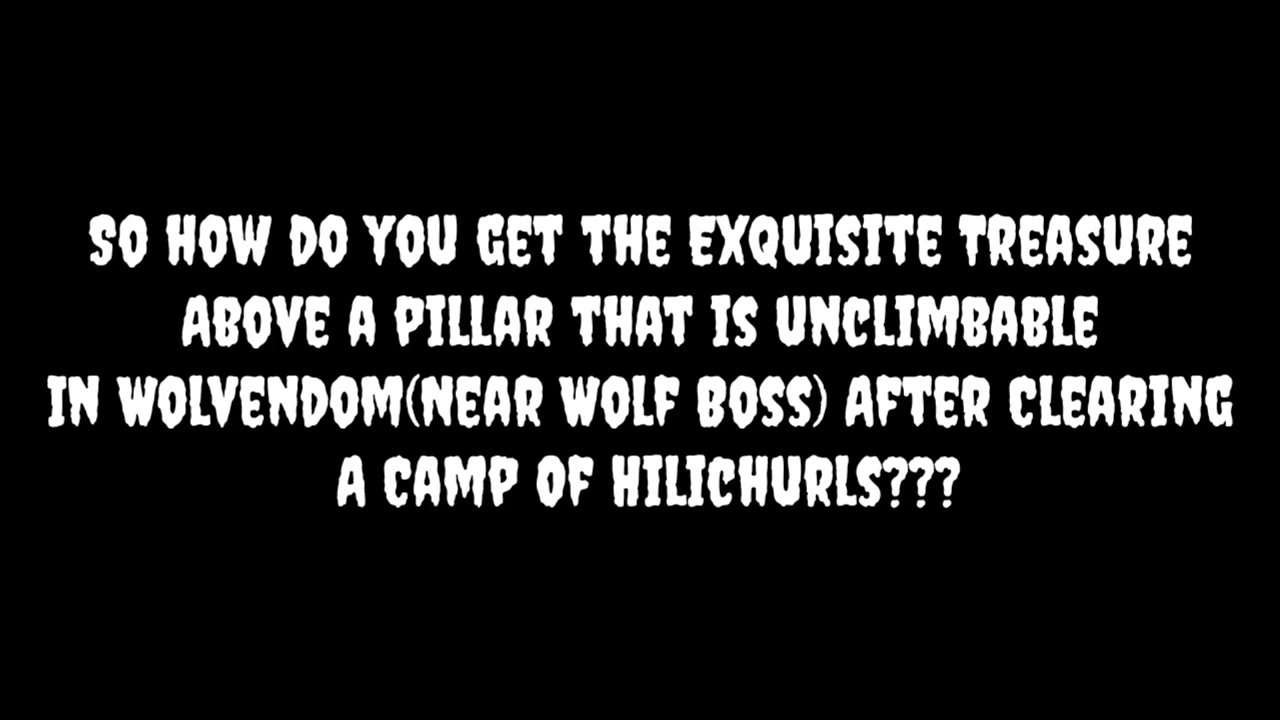 SO HOW DO YOU GET THE EXQUISITE TREASURE
ABOVE A PILLAR THAT IS UNCLIMBABLE
IN WOLVENDOM(NEAR WOLF BOSS) AFTER CLEARING
A CAMP OF HILICHURLS???